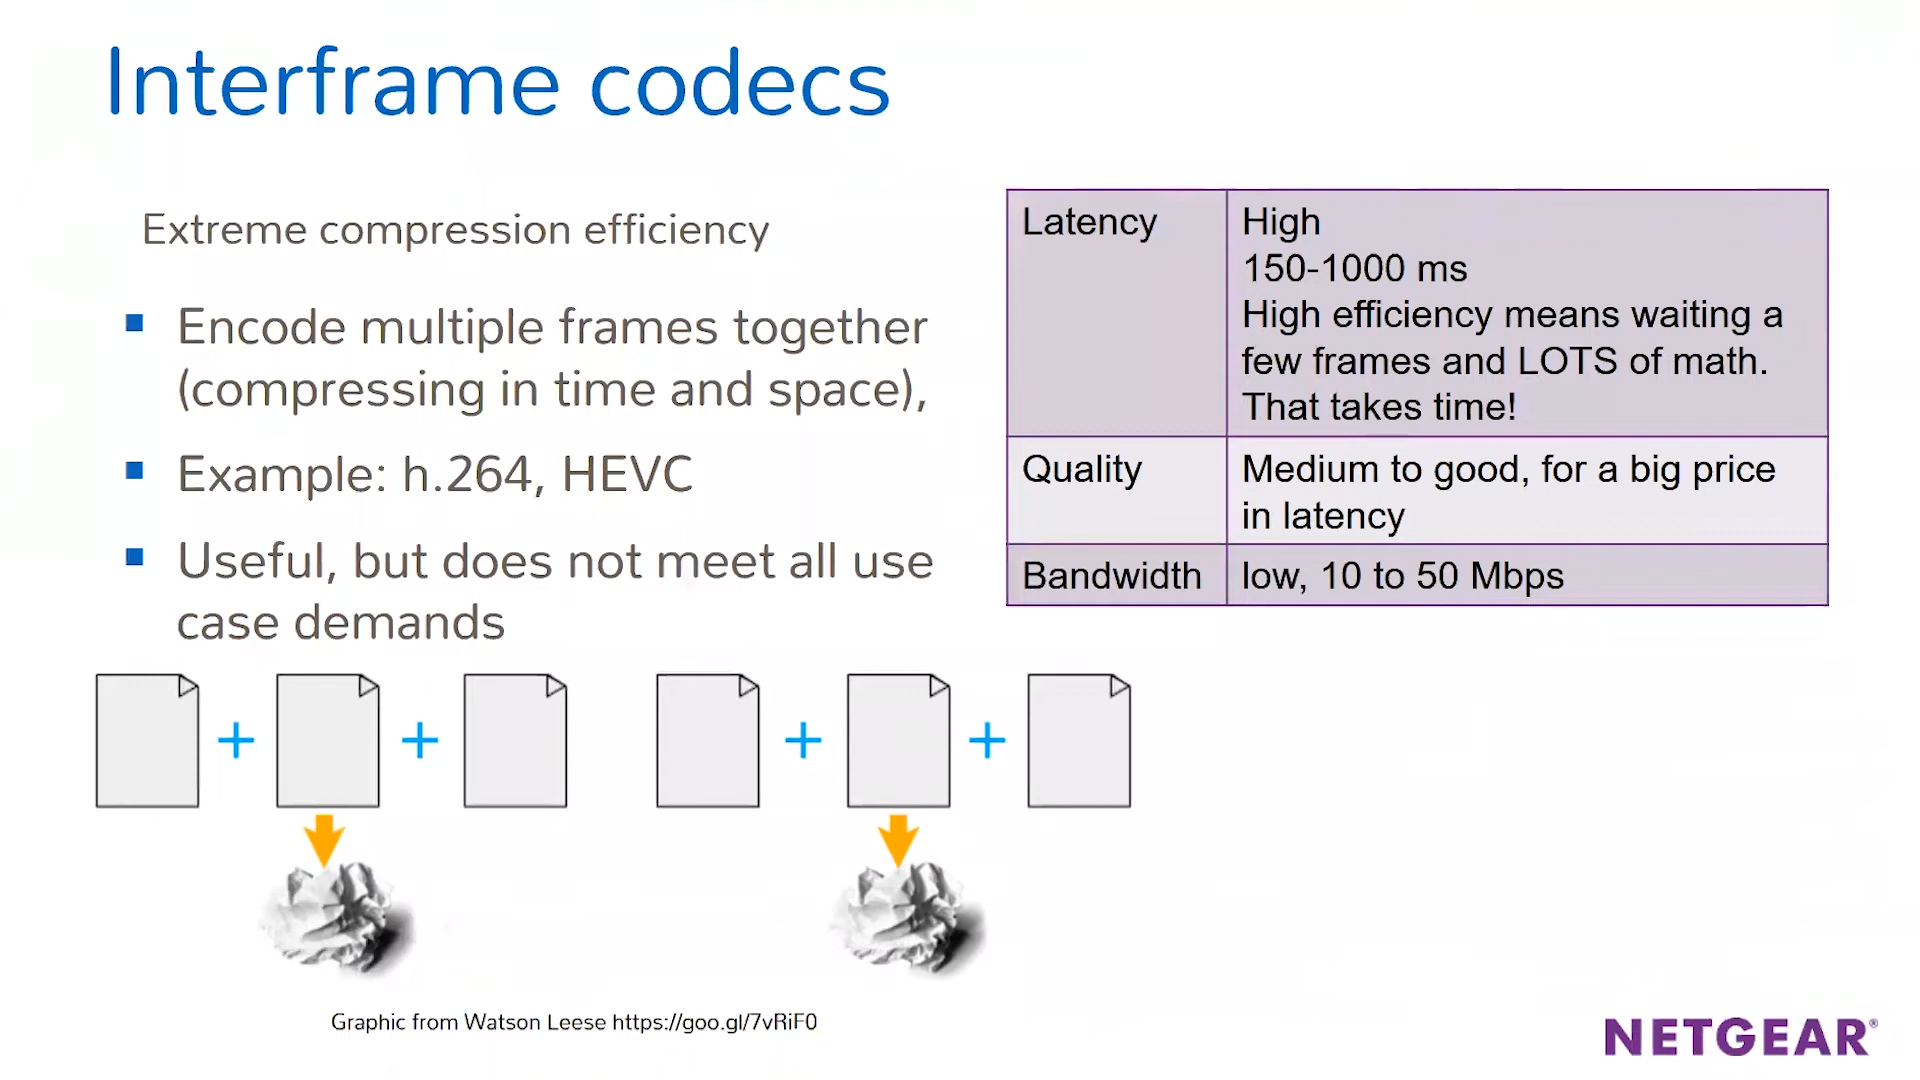 Interframe codecs
Extreme compression efficiency
▪ Encode multiple frames together
(compressing in time and space),
▪ Example: h.264, HEVC
▪ Useful, but does not meet all use
case demands
Latency
High
150-1000 ms
High efficiency means waiting a
few frames and LOTS of math.
That takes time!
Quality
Medium to good, for a big price
in latency
Bandwidth
low, 10 to 50 Mbps
+ + + +
Graphic from Watson Leese https://goo.gl/7vRiF0
NETGEAR®